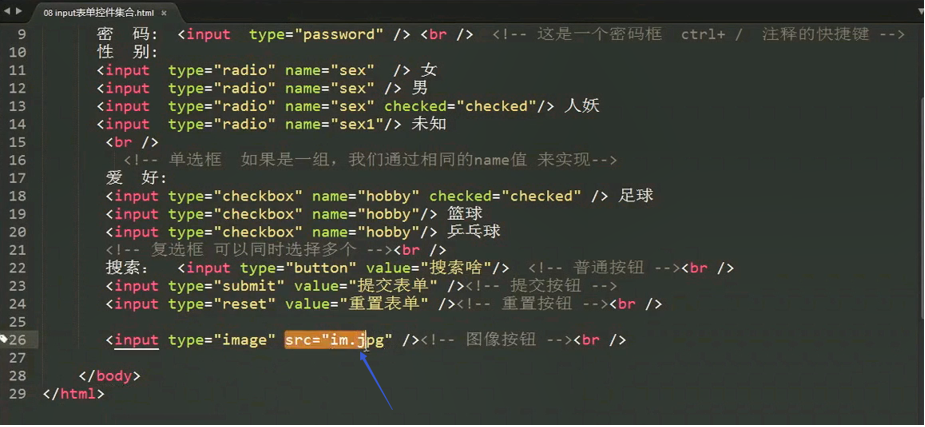 08 input表单控件集合.html ×
9 密 码: <input type="password" /> <br /> <!-- 这是一个密码框 ctrl+ / 注释的快捷键 -->
10 性 别:
11 <input type="radio" name="sex" /> 女
12 <input type="radio" name="sex" /> 男
13 <input type="radio" name="sex" checked="checked"/> 人妖
14 <input type="radio" name="sex1"/> 未知
15 <br />
16 <!-- 单选框 如果是一组，我们通过相同的name值 来实现-->
17 爱 好:
18 <input type="checkbox" name="hobby" checked="checked" /> 足球
19 <input type="checkbox" name="hobby"/> 篮球
20 <input type="checkbox" name="hobby"/> 乒乓球
21 <!-- 复选框 可以同时选择多个 --><br />
22 搜索： <input type="button" value="搜索啥"/> <!-- 普通按钮 --><br />
23 <input type="submit" value="提交表单" /><!-- 提交按钮 -->
24 <input type="reset" value="重置表单" /><!-- 重置按钮 --><br />
25
26 <input type="image" src="im.jpg" /><!-- 图像按钮 --><br />
27
28 </body>
29 </html>